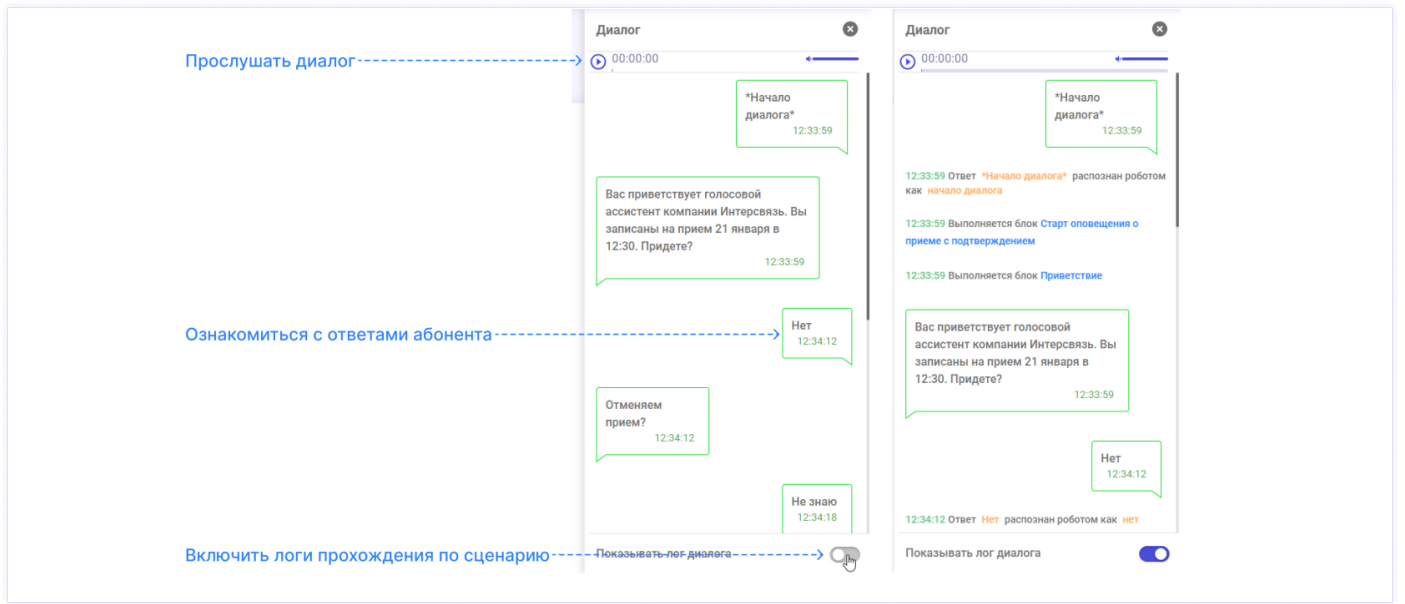 Прослушать диалог
Ознакомиться с ответами абонента
Включить логи прохождения по сценарию
Диалог
00:00:00
*Начало
диалога*
12:33:59
Вас приветствует голосовой
ассистент компании Интерсвязь. Вы
записаны на прием 21 января в
12:30. Придете?
12:33:59
Нет
12:34:12
Отменяем
прием?
12:34:12
Не знаю
12:34:18
Показывать лог диалога
Диалог
00:00:00
*Начало
диалога*
12:33:59
12:33:59 Ответ *Начало диалога* распознан роботом
как начало диалога
12:33:59 Выполняется блок Старт оповещения о
приеме с подтверждением
12:33:59 Выполняется блок Приветствие
Вас приветствует голосовой
ассистент компании Интерсвязь. Вы
записаны на прием 21 января в
12:30. Придете?
12:33:59
Нет
12:34:12
12:34:12 Ответ Нет распознан роботом как нет
Показывать лог диалога